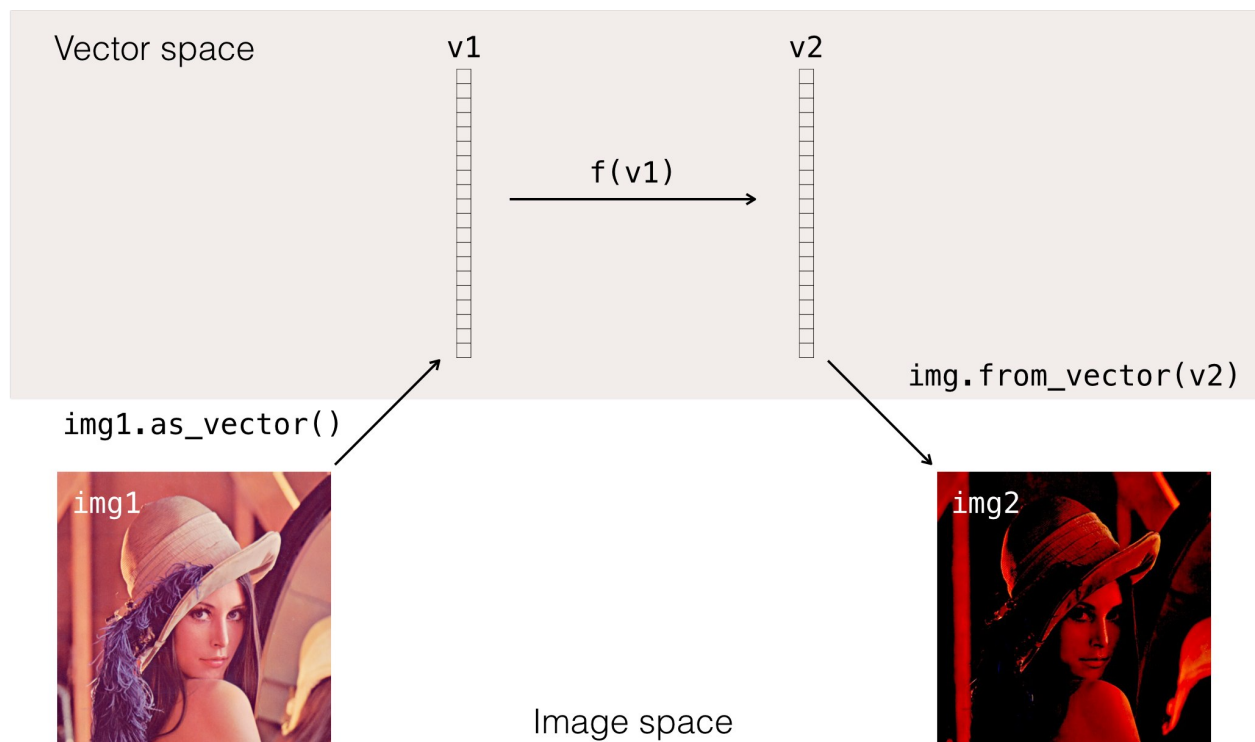 Vector space
v1
v2
f(v1)
img.from_vector(v2)
img1.as_vector()
img1
img2
Image space